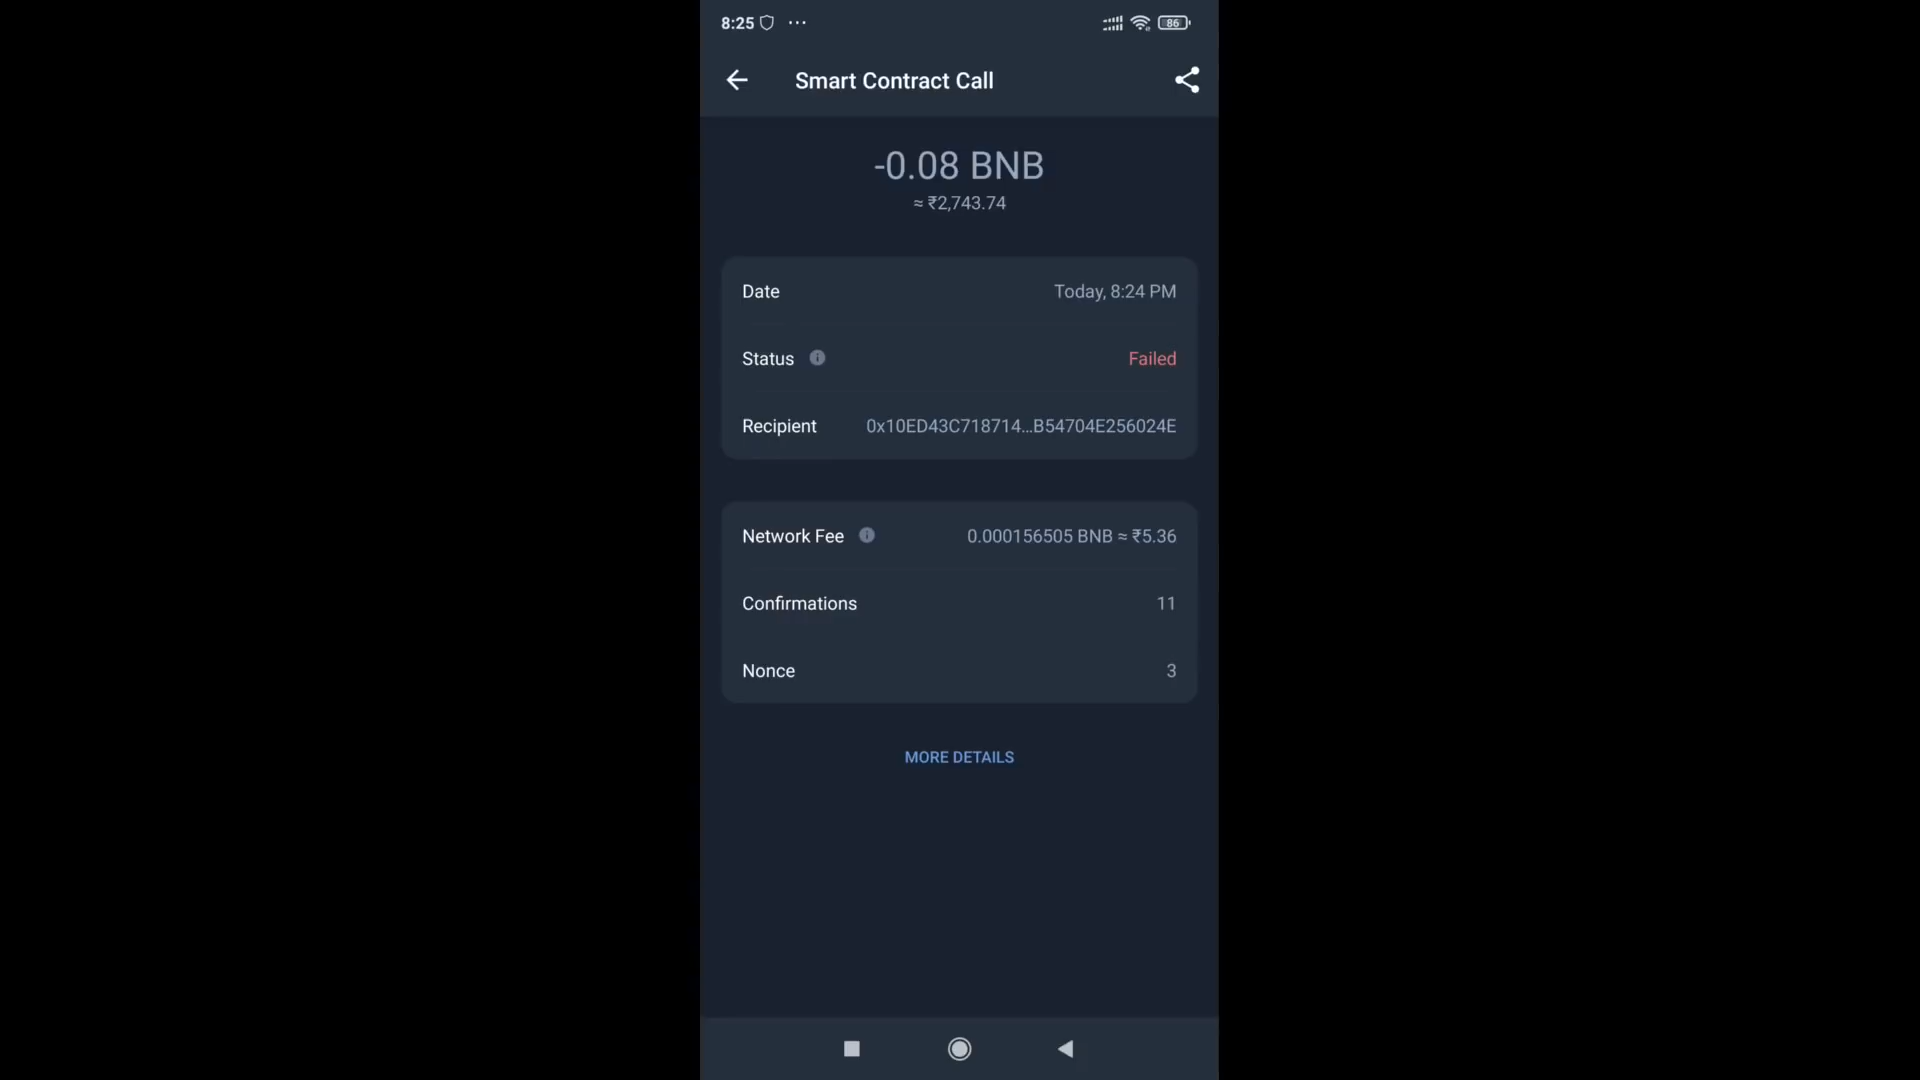 8:25 ... 86
Smart Contract Call
-0.08 BNB
≈ ₹2,743.74
Date Today, 8:24 PM
Status Failed
Recipient 0x10ED43C718714...B54704E256024E
Network Fee 0.000156505 BNB ≈ ₹5.36
Confirmations 11
Nonce 3
MORE DETAILS